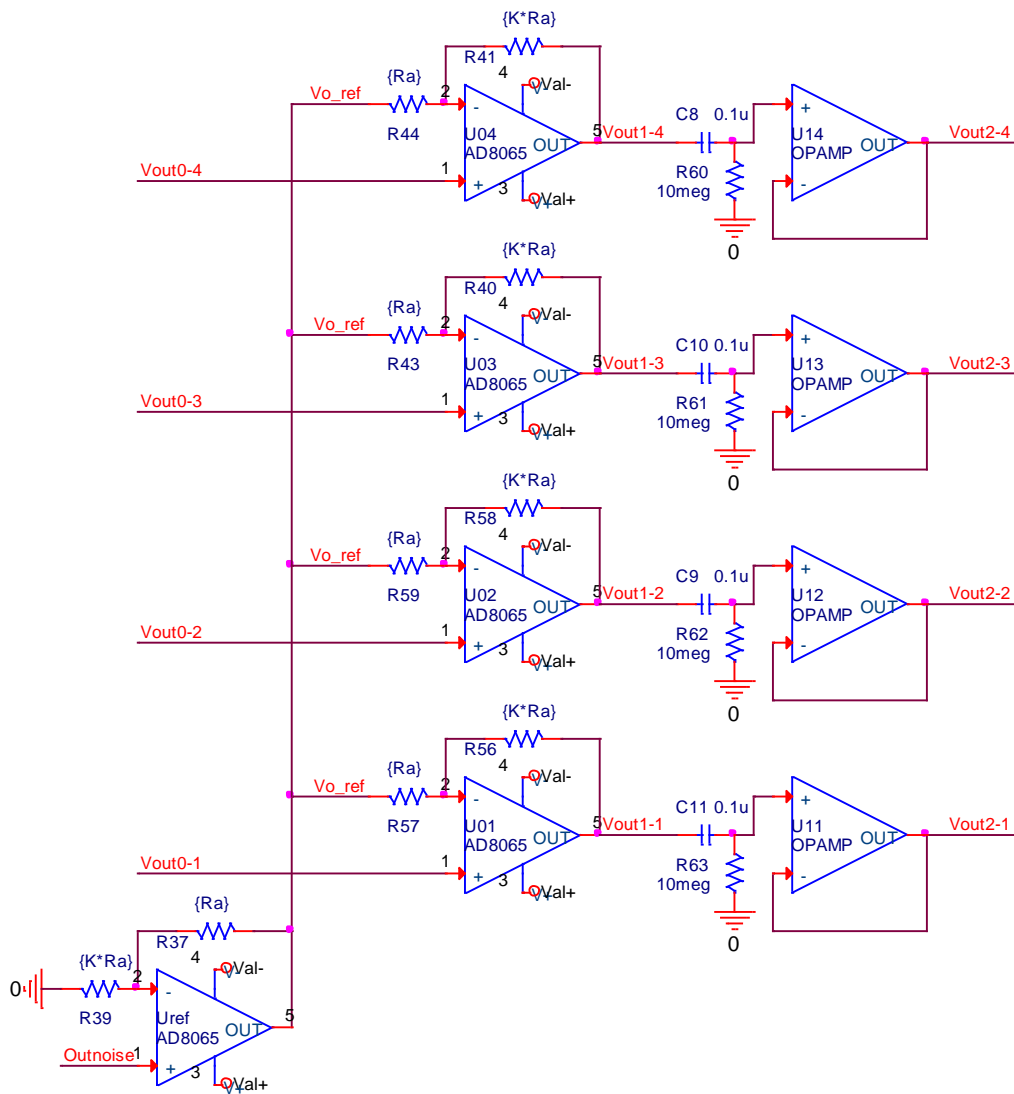 {K*Ra}
R41
4
Val-
V-
{Ra}
Vo_ref
2
-
R44
U04
AD8065
OUT
5
Vout1-4
C8 0.1u
+
U14
OPAMP
OUT
Vout2-4
Vout0-4
1
+
3
Val+
V+
R60
10meg
-
0
{K*Ra}
R40
4
Val-
V-
{Ra}
Vo_ref
2
-
R43
U03
AD8065
OUT
5
Vout1-3
C10 0.1u
+
U13
OPAMP
OUT
Vout2-3
Vout0-3
1
+
3
Val+
V+
R61
10meg
-
0
{K*Ra}
R58
4
Val-
V-
{Ra}
Vo_ref
2
-
R59
U02
AD8065
OUT
5
Vout1-2
C9 0.1u
+
U12
OPAMP
OUT
Vout2-2
Vout0-2
1
+
3
Val+
V+
R62
10meg
-
0
{K*Ra}
R56
4
Val-
V-
{Ra}
Vo_ref
2
-
R57
U01
AD8065
OUT
5
Vout1-1
C11 0.1u
+
U11
OPAMP
OUT
Vout2-1
Vout0-1
1
+
3
Val+
V+
R63
10meg
-
0
{Ra}
R37
4
Val-
V-
{K*Ra}
0
2
-
R39
Uref
AD8065
OUT
5
Outnoise
1
+
3
Val+
V+